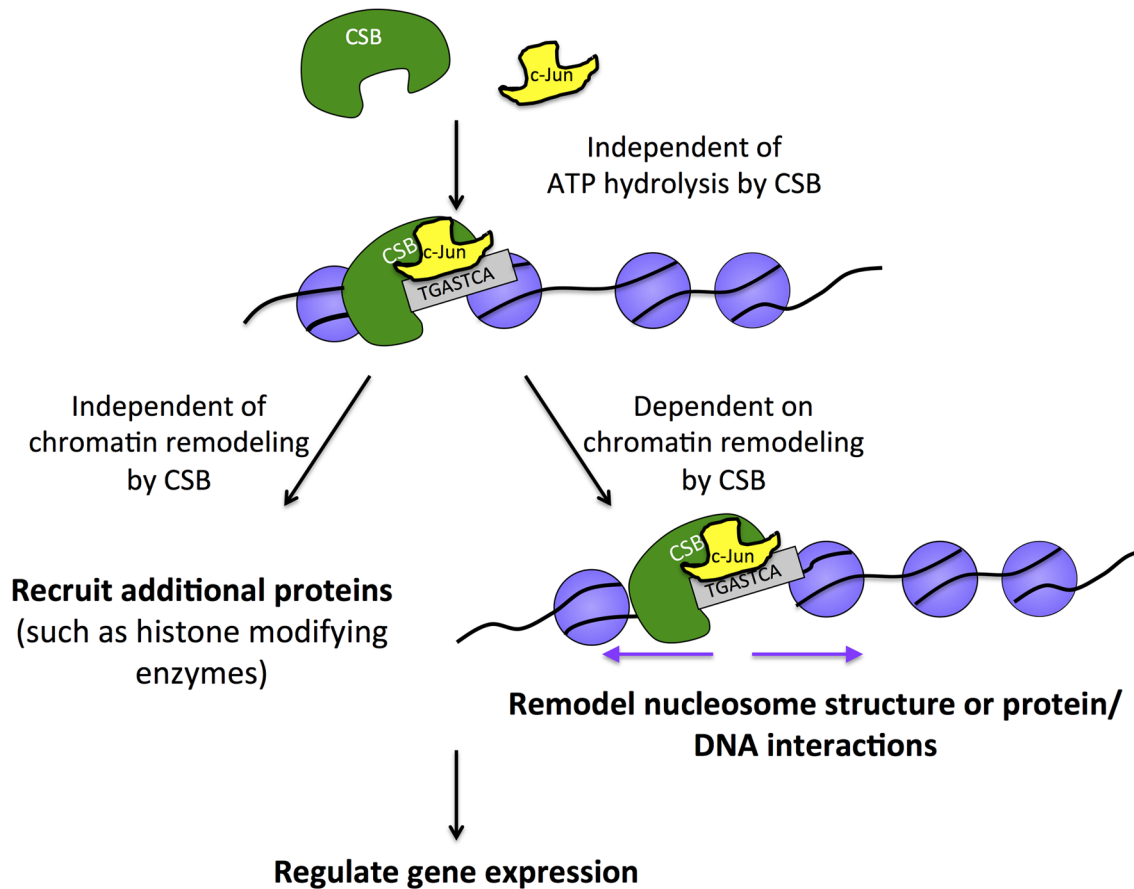 CSB
c-Jun
Independent of
ATP hydrolysis by CSB
CSB
c-Jun
TGASTCA
Independent of
chromatin remodeling
by CSB
Dependent on
chromatin remodeling
by CSB
CSB
c-Jun
TGASTCA
Recruit additional proteins
(such as histone modifying
enzymes)
Remodel nucleosome structure or protein/
DNA interactions
Regulate gene expression